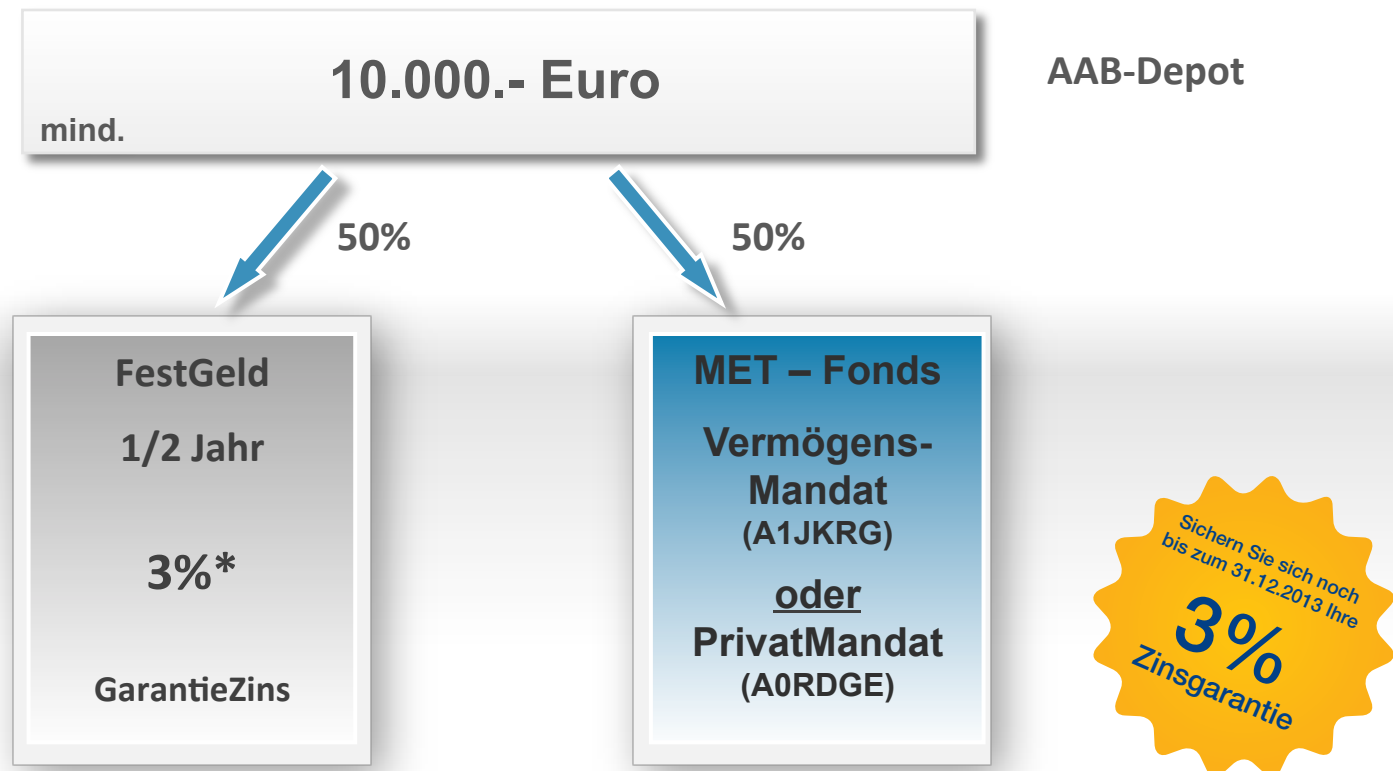 10.000.- Euro
mind.
AAB-Depot
50%
50%
FestGeld
1/2 Jahr
3%*
GarantieZins
MET – Fonds
Vermögens-
Mandat
(A1JKRG)
oder
PrivatMandat
(A0RDGE)
Sichern Sie sich noch
bis zum 31.12.2013 Ihre
3%
Zinsgarantie